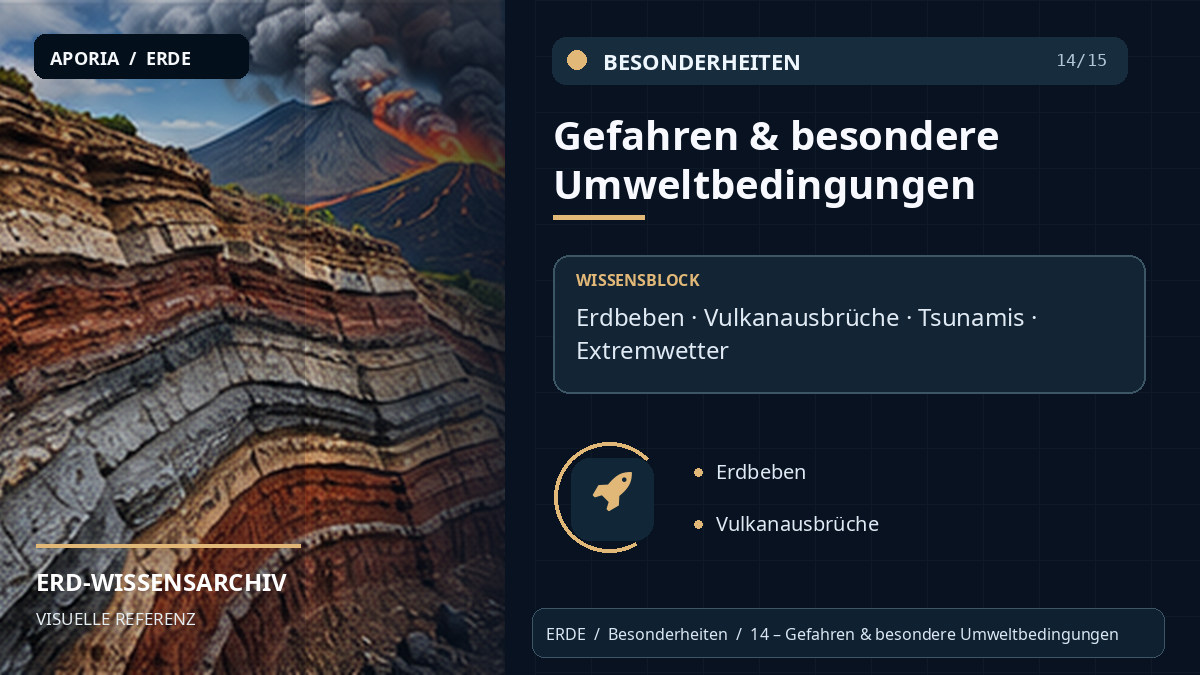 APORIA / ERDE
BESONDERHEITEN
14/15
Gefahren & besondere
Umweltbedingungen
WISSENSBLOCK
Erdbeben · Vulkanausbrüche · Tsunamis ·
Extremwetter
Erdbeben
Vulkanausbrüche
ERD-WISSENSARCHIV
VISUELLE REFERENZ
ERDE / Besonderheiten / 14 – Gefahren & besondere Umweltbedingungen